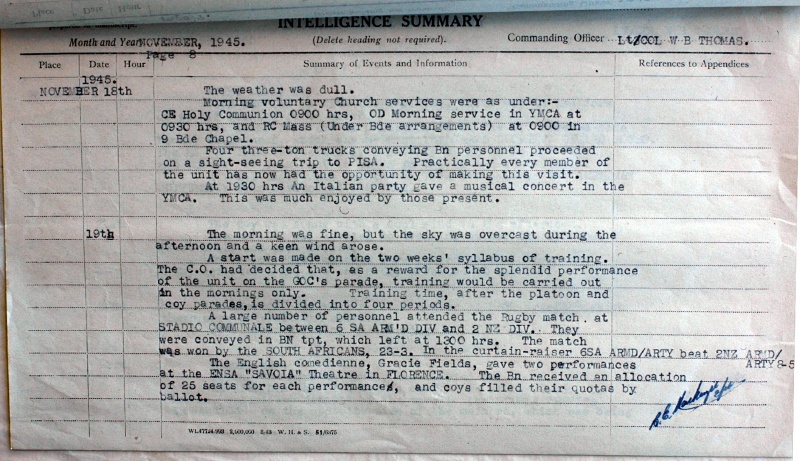 Place Date Hour
INTELLIGENCE SUMMARY
Month and Year NOVEMBER, 1945. (Delete heading not required). Commanding Officer Lt/COL W B THOMAS.
Page 8
Place Date Hour Summary of Events and Information References to Appendices
1945.
NOVEMBER 18th The weather was dull.
Morning voluntary Church services were as under:-
CE Holy Communion 0900 hrs, OD Morning service in YMCA at
0930 hrs, and RC Mass (Under Bde arrangements) at 0900 in
9 Bde Chapel.
Four three-ton trucks conveying Bn personnel proceeded
on a sight-seeing trip to PISA. Practically every member of
the unit has now had the opportunity of making this visit.
At 1930 hrs An Italian party gave a musical concert in the
YMCA. This was much enjoyed by those present.
19th The morning was fine, but the sky was overcast during the
afternoon and a keen wind arose.
A start was made on the two weeks' syllabus of training.
The C.O. had decided that, as a reward for the splendid performance
of the unit on the GOC's parade, training would be carried out
in the mornings only. Training time, after the platoon and
coy parades, is divided into four periods.
A large number of personnel attended the Rugby match at
STADIO COMMUNALE between 6 SA ARM'D DIV and 2 NZ DIV. They
were conveyed in BN tpt, which left at 1300 hrs. The match
was won by the SOUTH AFRICANS, 23-3. In the curtain-raiser 6SA ARMD/ARTY beat 2NZ ARMD/
ARTY 8-5
The English comedienne, Gracie Fields, gave two performances
at the ENSA "SAVOIA" Theatre in FLORENCE. The Bn received an allocation
of 25 seats for each performances, and coys filled their quotas by
ballot.
W. H. & S. 51/6375